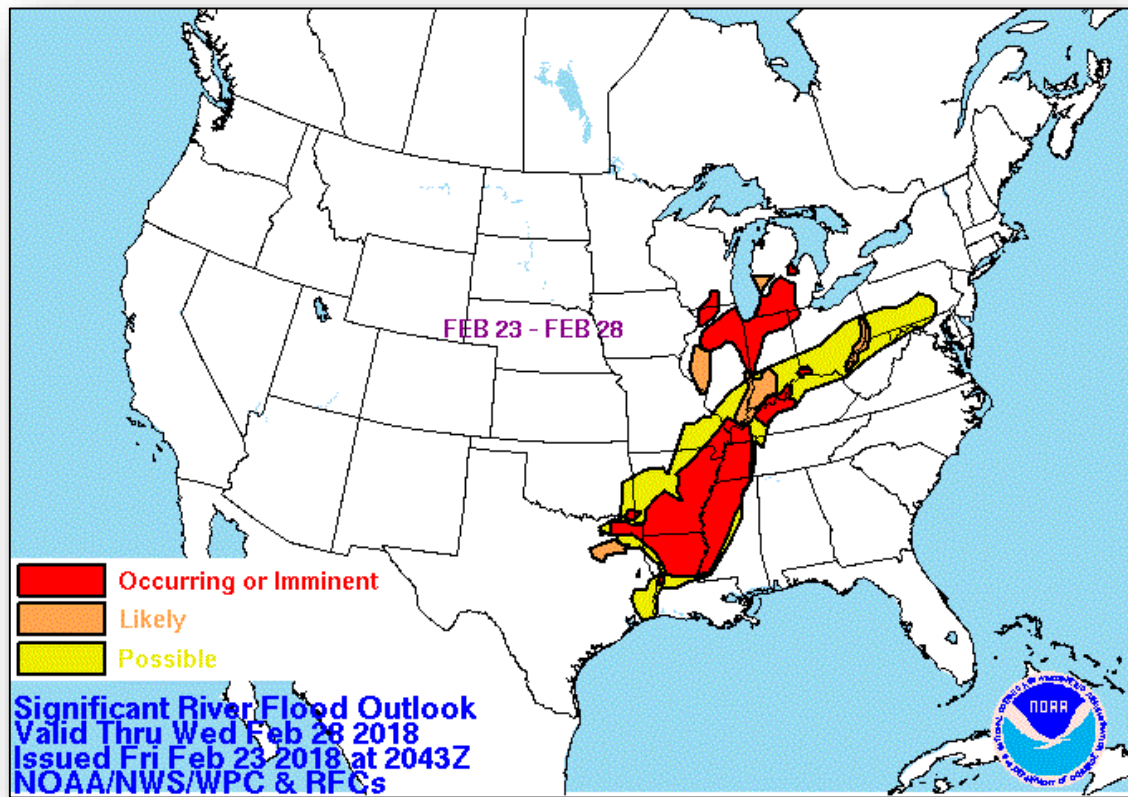 FEB 23 - FEB 28
Occurring or Imminent
Likely
Possible
Significant River Flood Outlook
Valid Thru Wed Feb 28 2018
Issued Fri Feb 23 2018 at 2043Z
NOAA/NWS/WPC & RFCs
NOAA